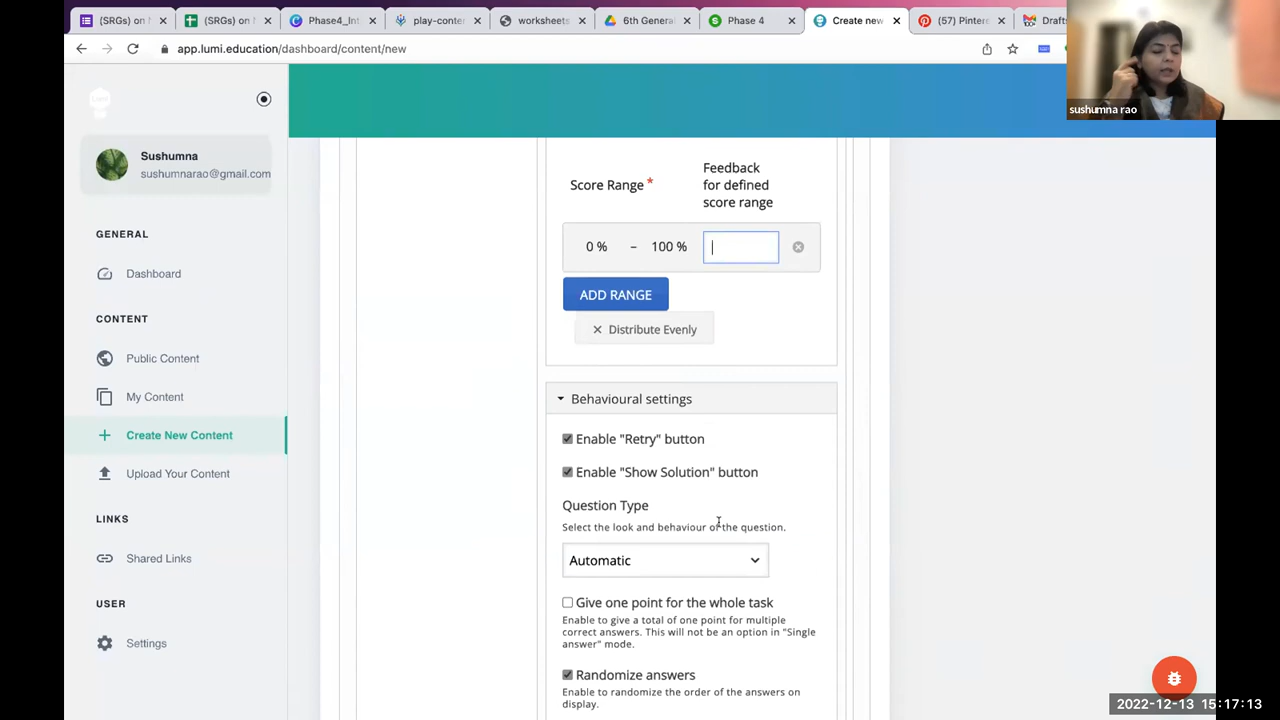 (SRGs) on M
(SRGs) on M
Phase4_Int
play-conter
worksheets
6th General
Phase 4
Create new
(57) Pintere
Drafts
app.lumi.education/dashboard/content/new
sushumna rao
Sushumna
sushumnarao@gmail.com
GENERAL
Dashboard
CONTENT
Public Content
My Content
Create New Content
Upload Your Content
LINKS
Shared Links
USER
Settings
Score Range *
Feedback
for defined
score range
0 % – 100 %
ADD RANGE
Distribute Evenly
Behavioural settings
Enable "Retry" button
Enable "Show Solution" button
Question Type
Select the look and behaviour of the question.
Automatic
Give one point for the whole task
Enable to give a total of one point for multiple
correct answers. This will not be an option in "Single
answer" mode.
Randomize answers
Enable to randomize the order of the answers on
display.
2022-12-13 15:17:13